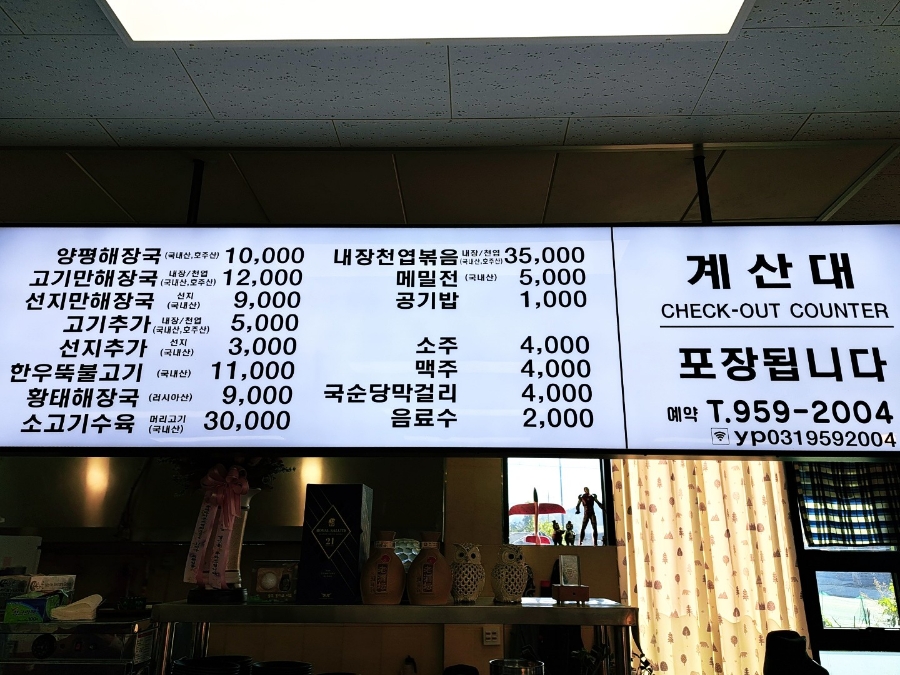 양평해장국 (국내산,호주산) 10,000
고기만해장국 내장/천엽 (국내산,호주산) 12,000
선지만해장국 선지 (국내산) 9,000
고기추가 내장/천엽 (국내산,호주산) 5,000
선지추가 선지 (국내산) 3,000
한우뚝불고기 (국내산) 11,000
황태해장국 (러시아산) 9,000
소고기수육 머리고기 (국내산) 30,000
내장천엽볶음 내장/천엽 (국내산,호주산) 35,000
메밀전 (국내산) 5,000
공기밥 1,000
소주 4,000
맥주 4,000
국순당막걸리 4,000
음료수 2,000
계산대
CHECK-OUT COUNTER
포장됩니다
예약 T.959-2004
yp0319592004
21